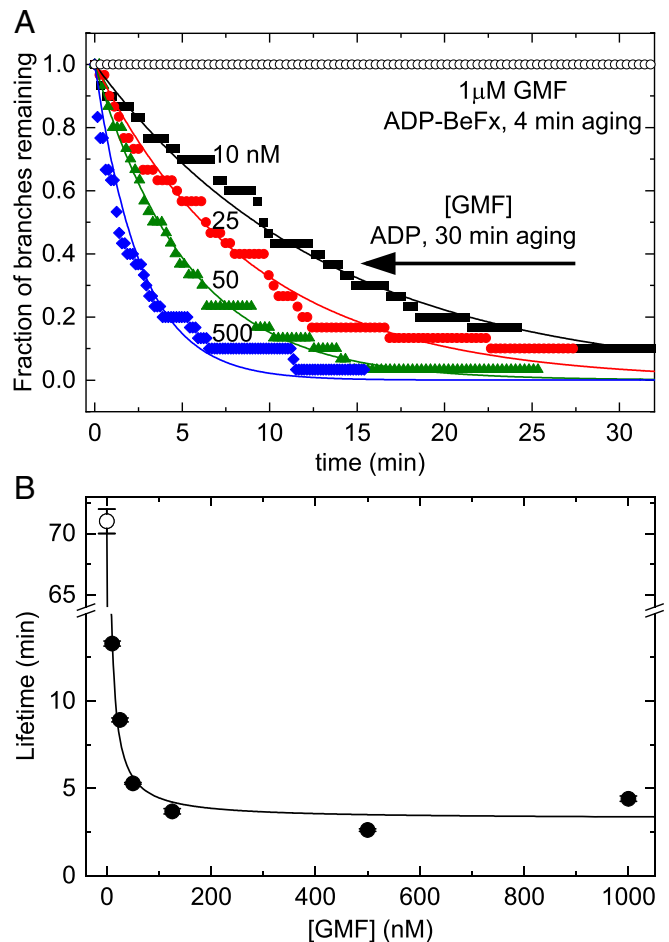 A
Fraction of branches remaining
1.0
0.8
0.6
0.4
0.2
0.0
1μM GMF
ADP-BeFx, 4 min aging
10 nM
25
50
500
[GMF]
ADP, 30 min aging
0 5 10 15 20 25 30
time (min)
B
Lifetime (min)
70
65
10
5
0
0 200 400 600 800 1000
[GMF] (nM)